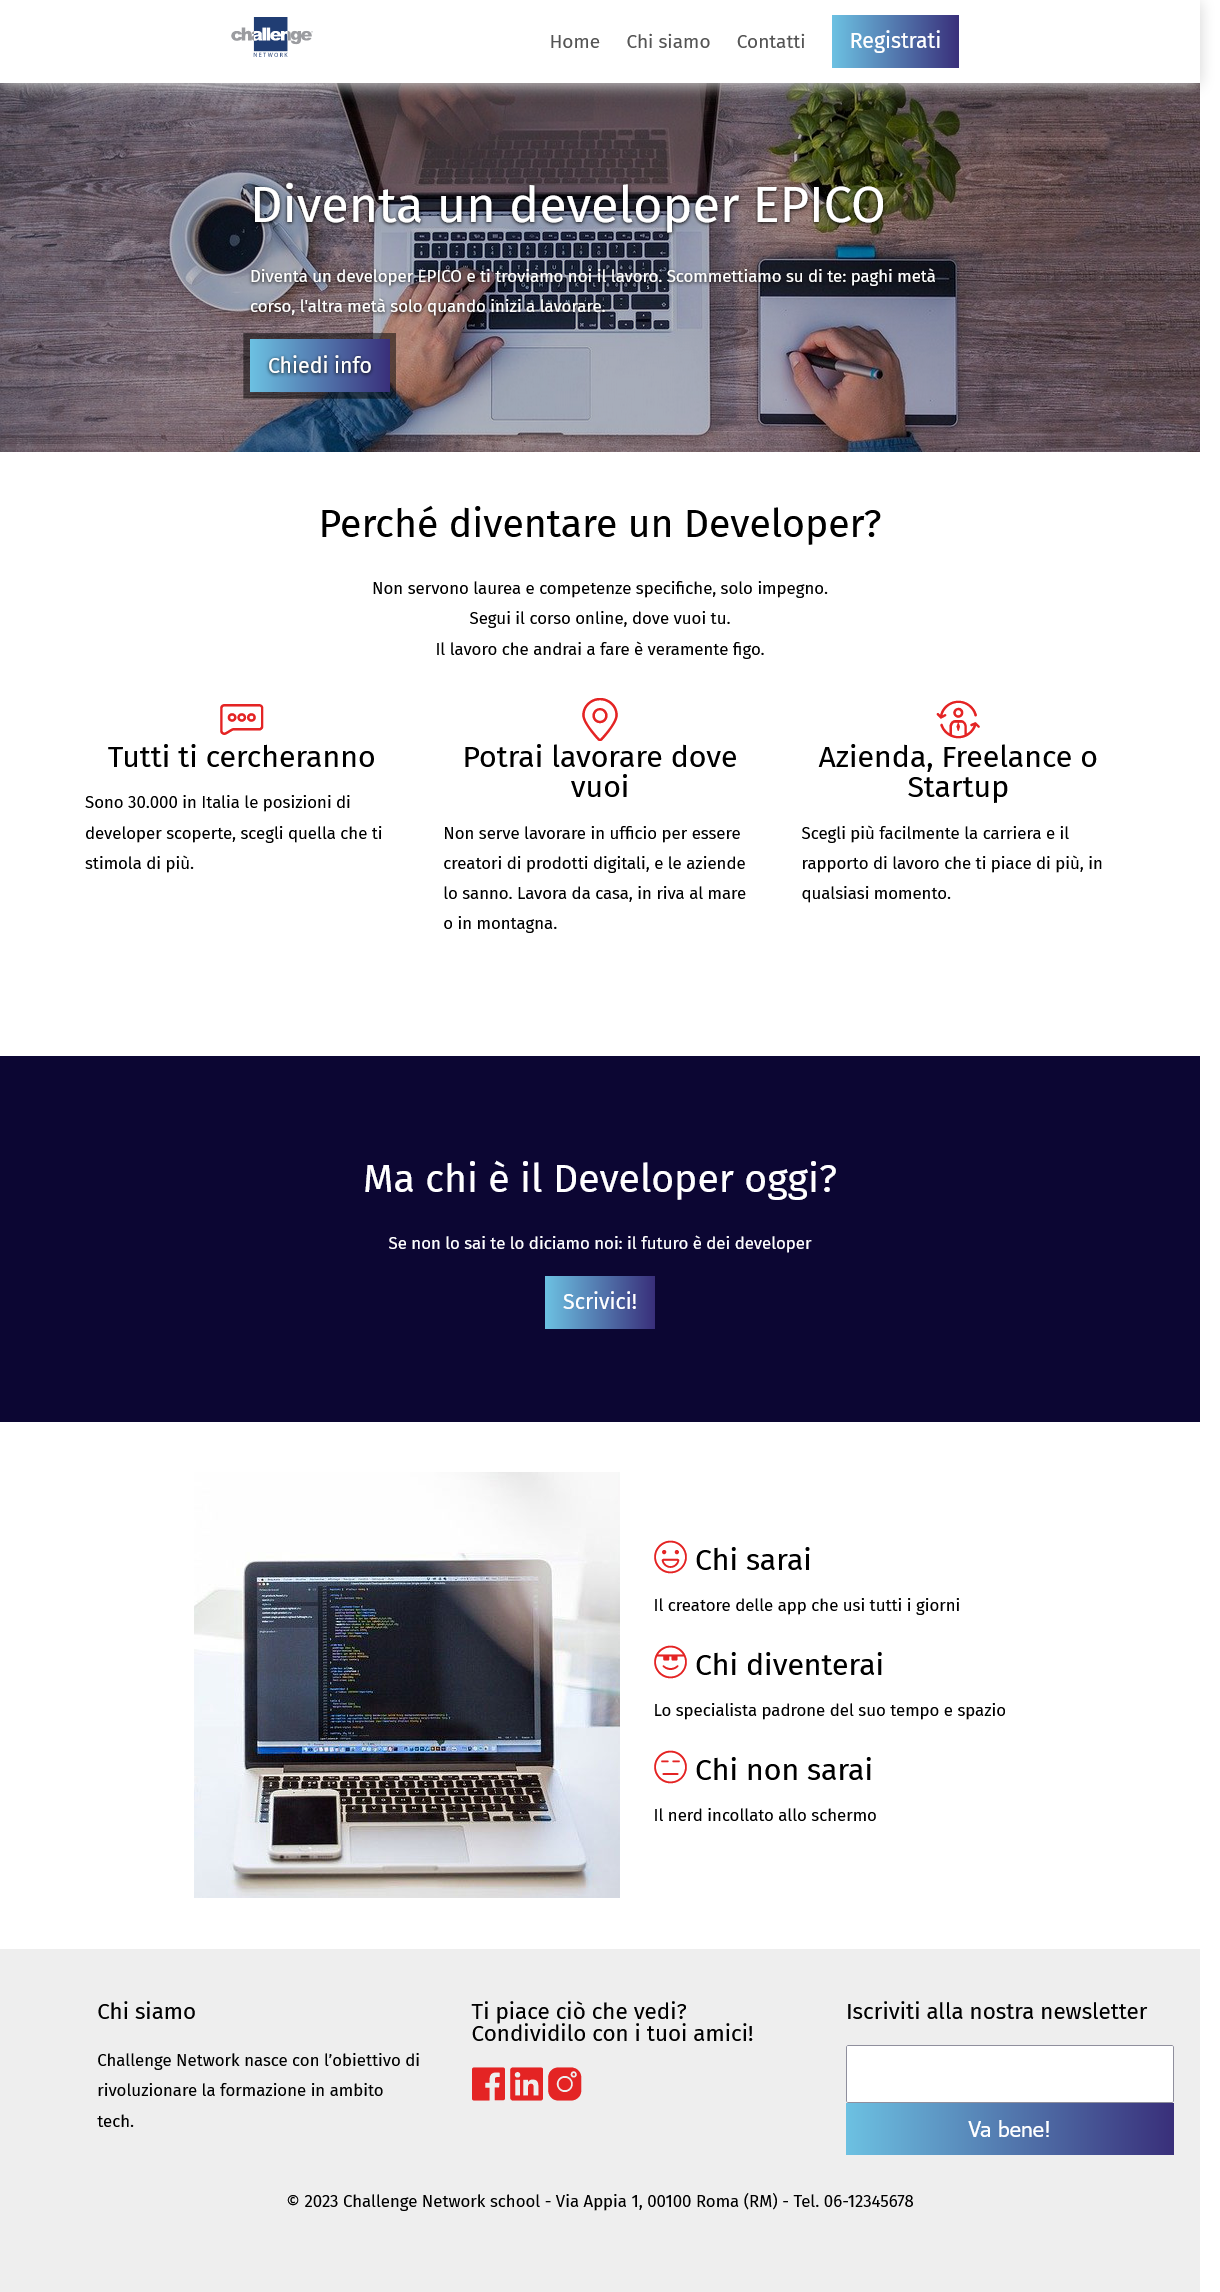 challenge
NETWORK
Home
Chi siamo
Contatti
Registrati
Diventa un developer EPICO
Diventa un developer EPICO e ti troviamo noi il lavoro. Scommettiamo su di te: paghi metà
corso, l'altra metà solo quando inizi a lavorare.
Chiedi info
Perché diventare un Developer?
Non servono laurea e competenze specifiche, solo impegno.
Segui il corso online, dove vuoi tu.
Il lavoro che andrai a fare è veramente figo.
Tutti ti cercheranno
Sono 30.000 in Italia le posizioni di
developer scoperte, scegli quella che ti
stimola di più.
Potrai lavorare dove
vuoi
Non serve lavorare in ufficio per essere
creatori di prodotti digitali, e le aziende
lo sanno. Lavora da casa, in riva al mare
o in montagna.
Azienda, Freelance o
Startup
Scegli più facilmente la carriera e il
rapporto di lavoro che ti piace di più, in
qualsiasi momento.
Ma chi è il Developer oggi?
Se non lo sai te lo diciamo noi: il futuro è dei developer
Scrivici!
Chi sarai
Il creatore delle app che usi tutti i giorni
Chi diventerai
Lo specialista padrone del suo tempo e spazio
Chi non sarai
Il nerd incollato allo schermo
Chi siamo
Challenge Network nasce con l’obiettivo di
rivoluzionare la formazione in ambito
tech.
Ti piace ciò che vedi?
Condividilo con i tuoi amici!
Iscriviti alla nostra newsletter
Va bene!
© 2023 Challenge Network school - Via Appia 1, 00100 Roma (RM) - Tel. 06-12345678